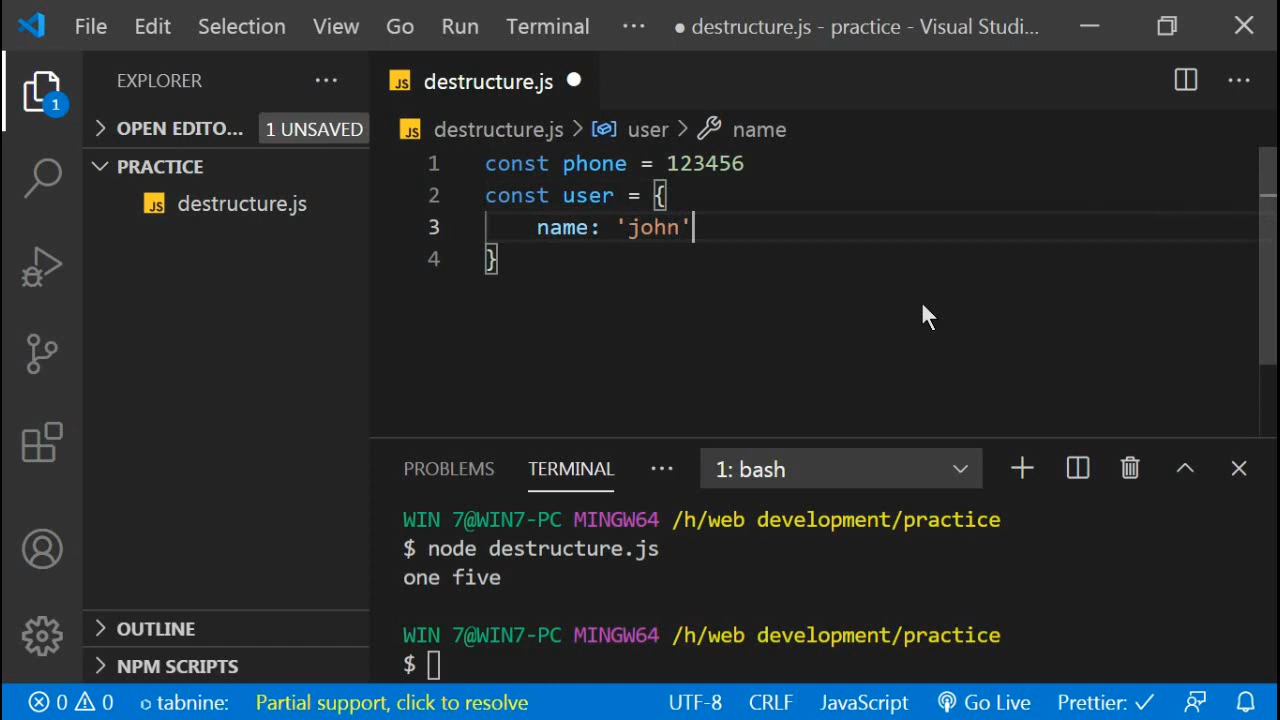 File Edit Selection View Go Run Terminal ··· ● destructure.js - practice - Visual Studi...
EXPLORER ···
destructure.js ●
1
OPEN EDITO... 1 UNSAVED
JS destructure.js > user > name
PRACTICE
JS destructure.js
1 const phone = 123456
2 const user = {
3 name: 'john'
4 }
PROBLEMS TERMINAL ··· 1: bash
WIN 7@WIN7-PC MINGW64 /h/web development/practice
$ node destructure.js
one five
WIN 7@WIN7-PC MINGW64 /h/web development/practice
$
OUTLINE
NPM SCRIPTS
0 0 tabnine: Partial support, click to resolve UTF-8 CRLF JavaScript Go Live Prettier: ✓